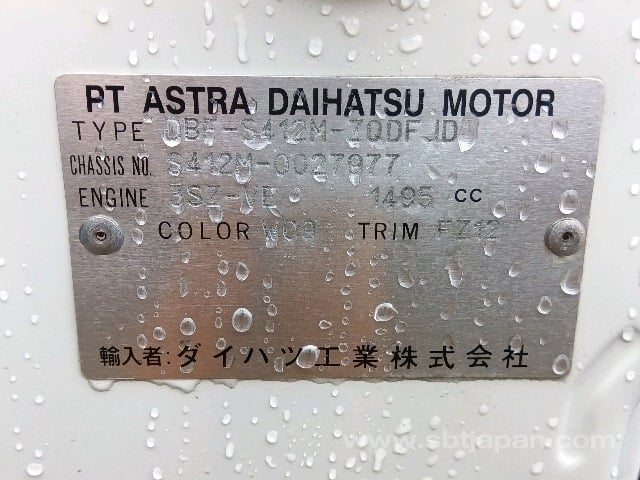 PT ASTRA DAIHATSU MOTOR
TYPE DBF-S412M-ZQDFJD
CHASSIS NO. S412M-0027977
ENGINE 3SZ-VE 1495 CC
COLOR W09 TRIM FZ12
輸入者: ダイハツ工業株式会社
www.sbtjapan.com